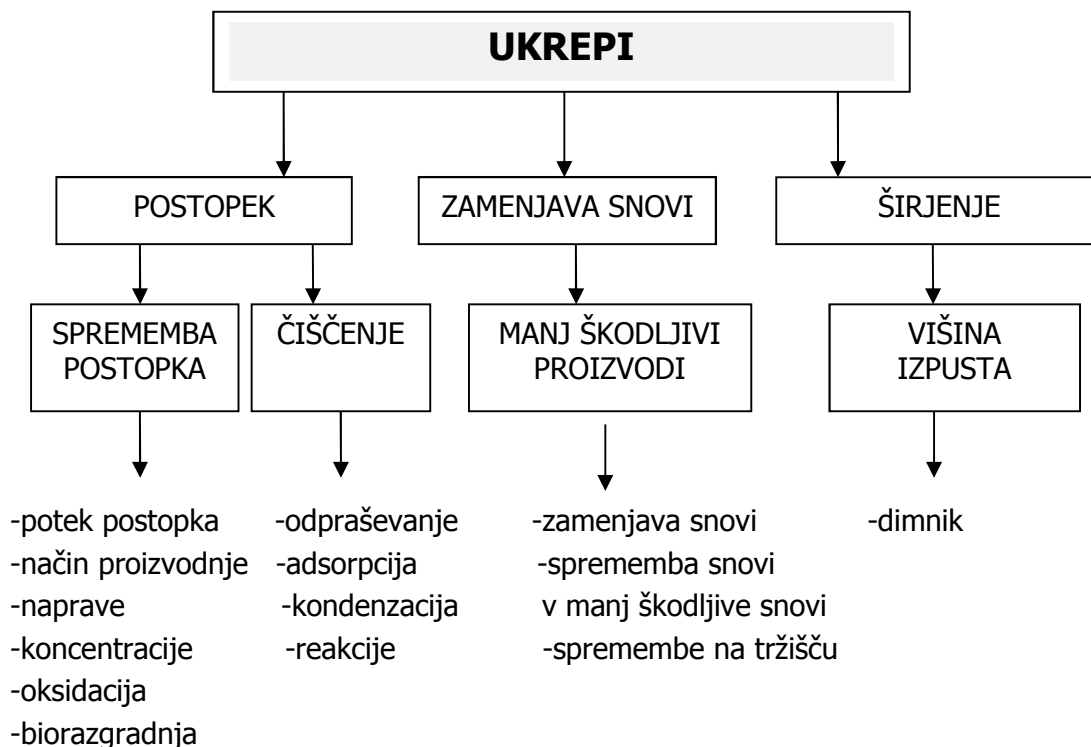 UKREPI
POSTOPEK
ZAMENJAVA SNOVI
ŠIRJENJE
SPREMEMBA
POSTOPKA
ČIŠČENJE
MANJ ŠKODLJIVI
PROIZVODI
VIŠINA
IZPUSTA
-potek postopka
-način proizvodnje
-naprave
-koncentracije
-oksidacija
-biorazgradnja
-odpraševanje
-adsorpcija
-kondenzacija
-reakcije
-zamenjava snovi
-sprememba snovi
v manj škodljive snovi
-spremembe na tržišču
-dimnik